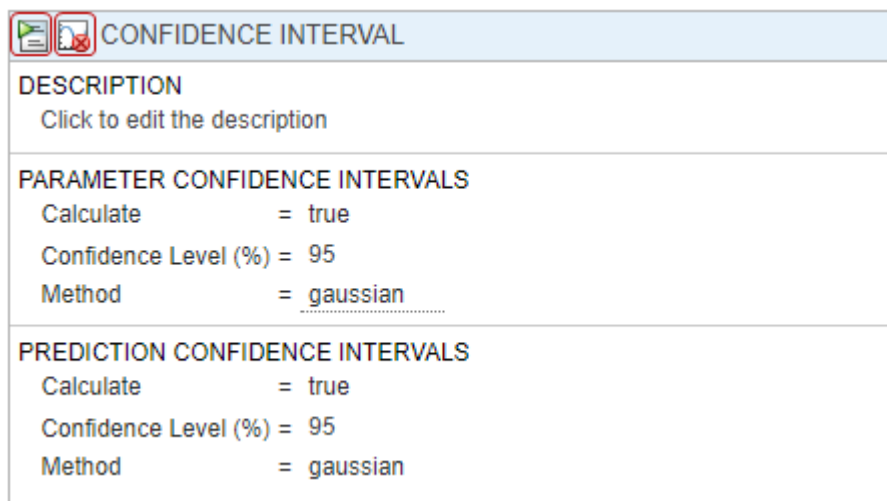 CONFIDENCE INTERVAL
DESCRIPTION
Click to edit the description
PARAMETER CONFIDENCE INTERVALS
Calculate = true
Confidence Level (%) = 95
Method = gaussian
PREDICTION CONFIDENCE INTERVALS
Calculate = true
Confidence Level (%) = 95
Method = gaussian